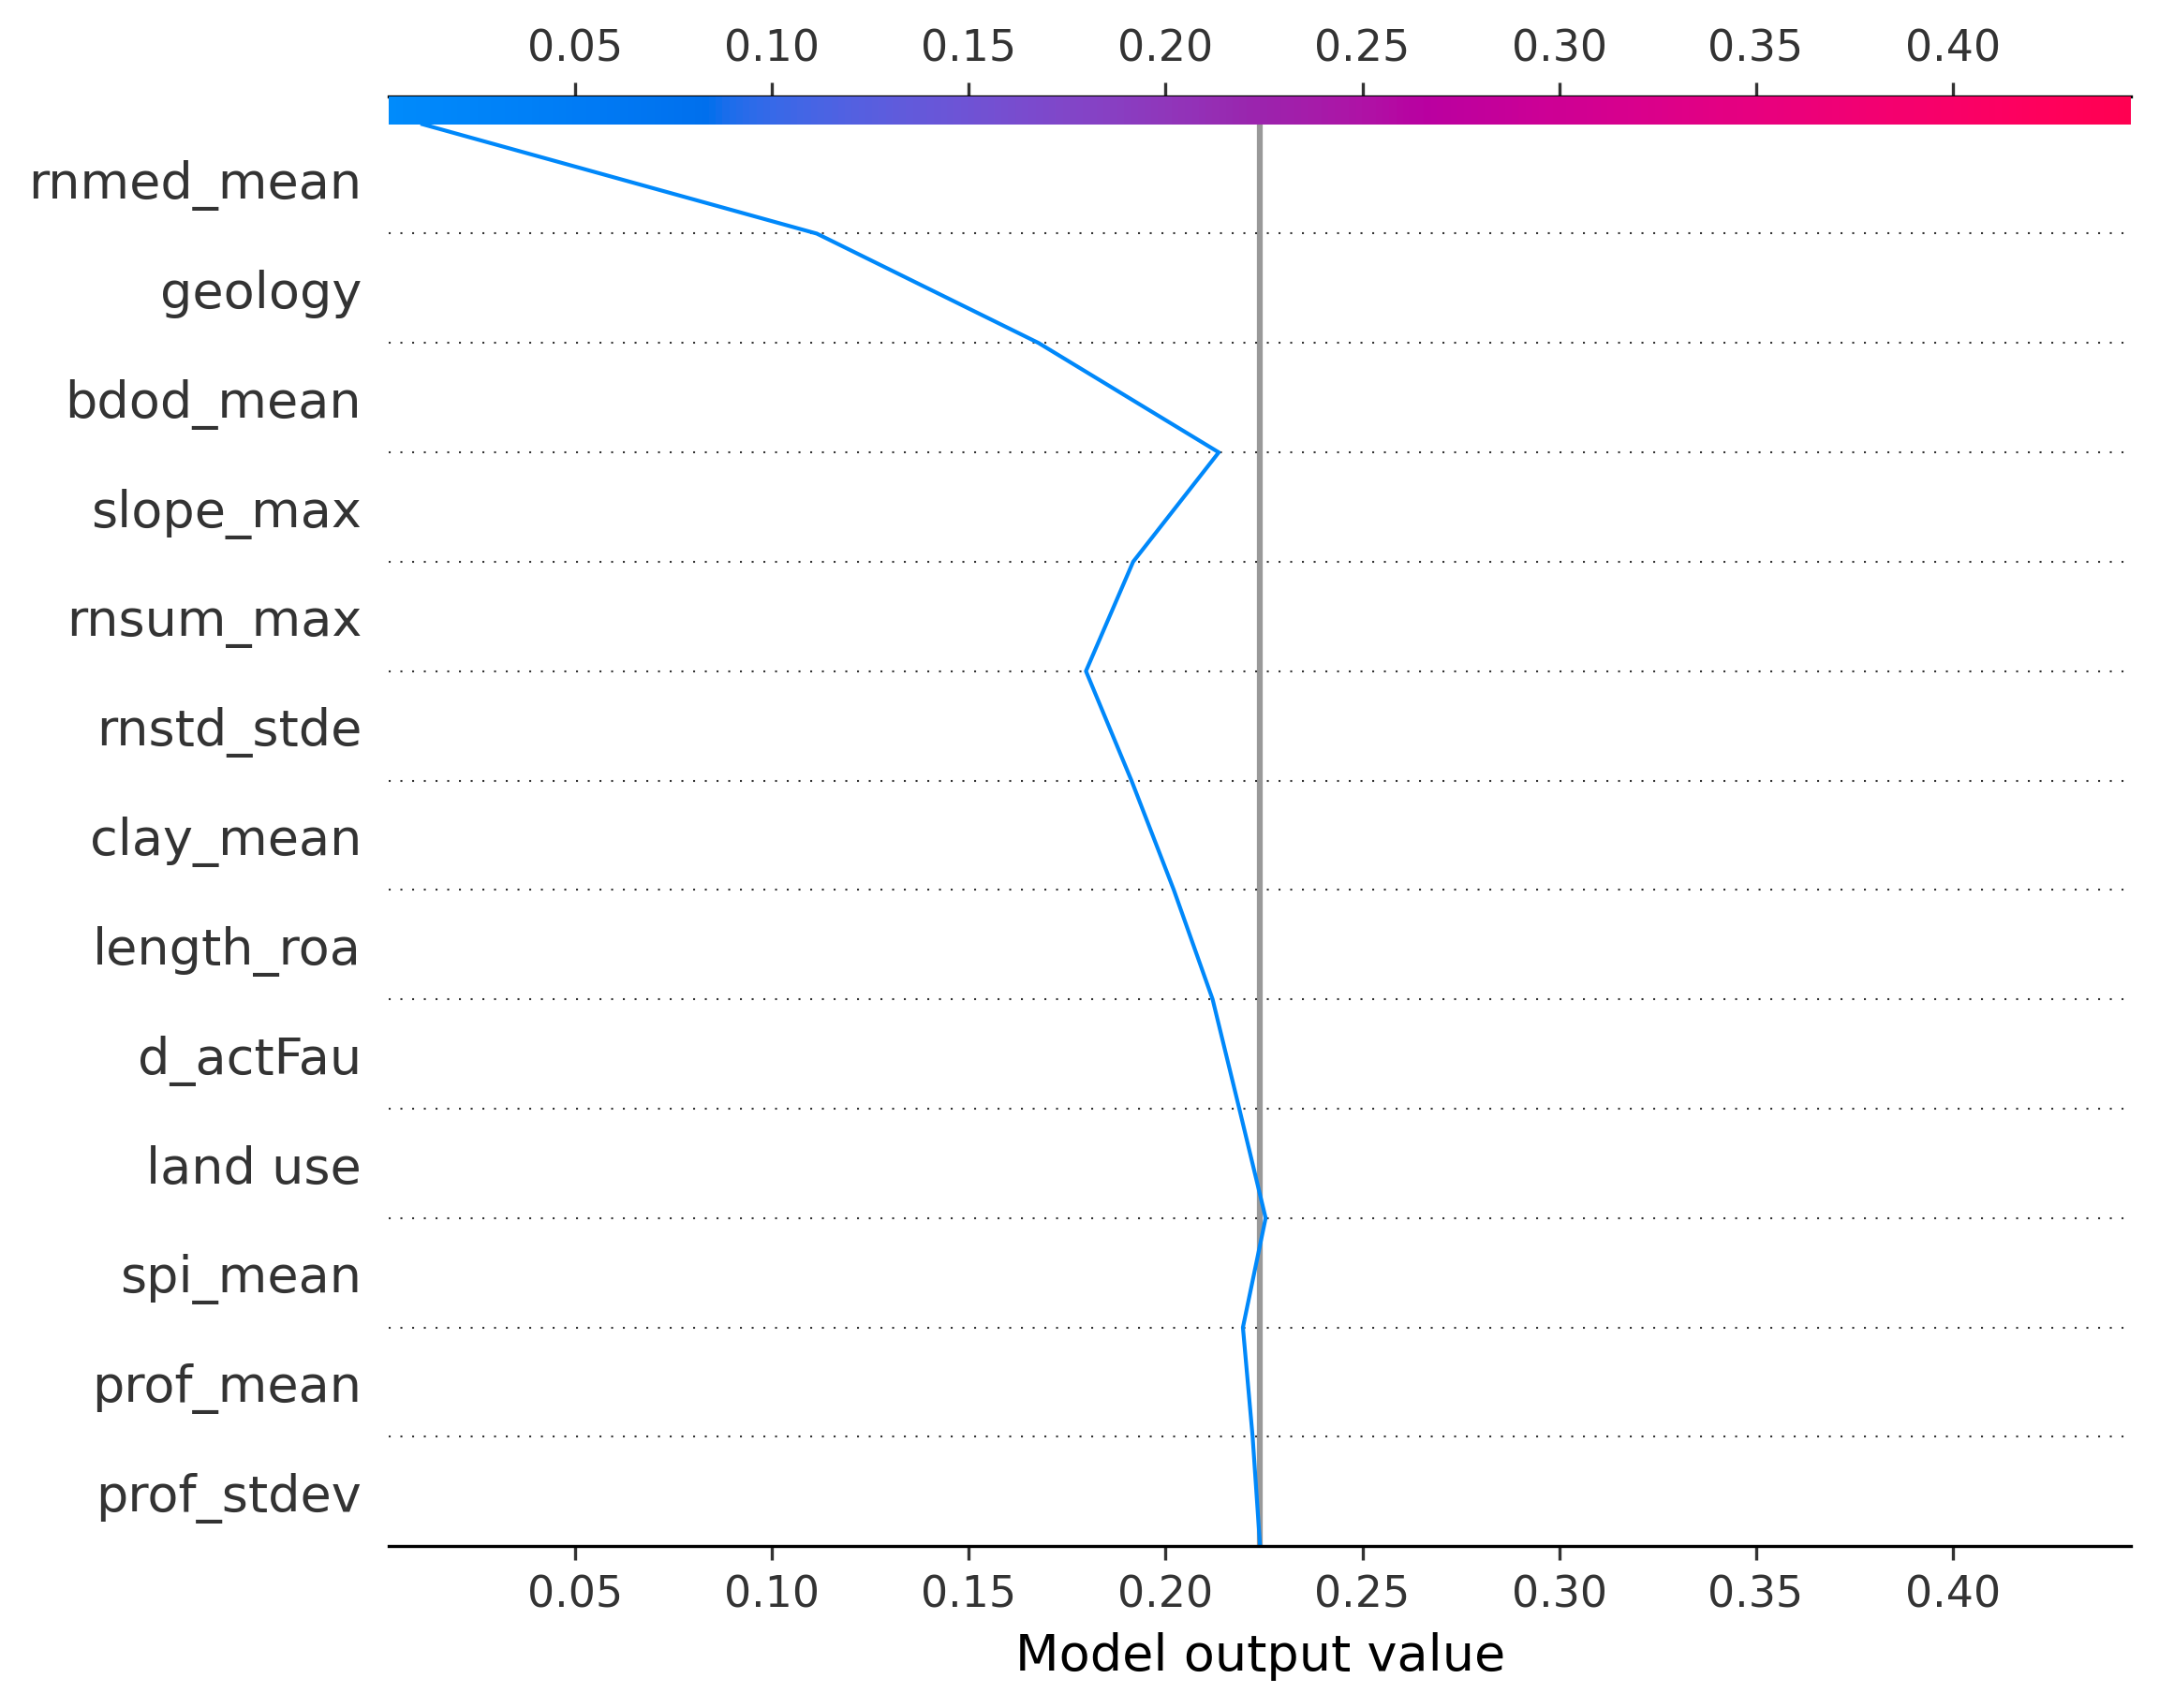 0.05 0.10 0.15 0.20 0.25 0.30 0.35 0.40
rnmed_mean
geology
bdod_mean
slope_max
rnsum_max
rnstd_stde
clay_mean
length_roa
d_actFau
land use
spi_mean
prof_mean
prof_stdev
0.05 0.10 0.15 0.20 0.25 0.30 0.35 0.40
Model output value